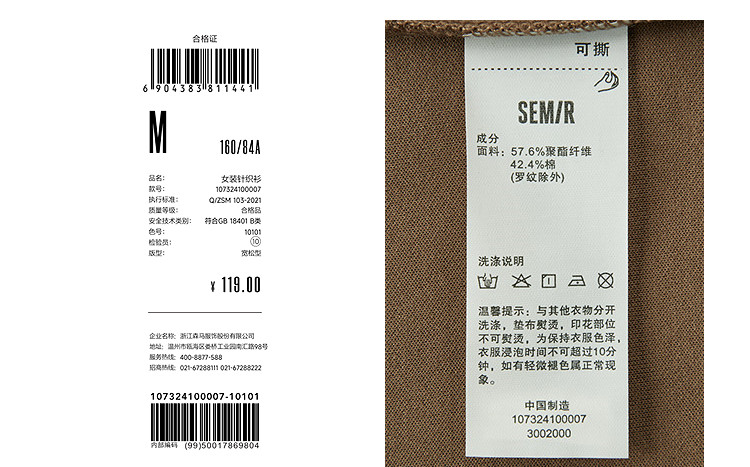 合格证
6 904383 811441
M
160/84A
品名： 女装针织衫
款号： 107324100007
执行标准： Q/ZSM 103-2021
质量等级： 合格品
安全技术类别： 符合GB 18401 B类
色号： 10101
检验员： 10
版型： 宽松型
¥ 119.00
企业名称： 浙江森马服饰股份有限公司
地址： 温州市瓯海区娄桥工业园南汇路98号
服务热线： 400-8877-588
招商热线： 021-67288111 021-67288222
107324100007-10101
内部编码 (99)50017869804
可撕
SEM/R
成分
面料：57.6%聚酯纤维
42.4%棉
(罗纹除外)
洗涤说明
温馨提示：与其他衣物分开
洗涤，垫布熨烫，印花部位
不可熨烫，为保持衣服色泽，
衣服浸泡时间不可超过10分
钟，如有轻微褪色属正常现
象。
中国制造
107324100007
3002000